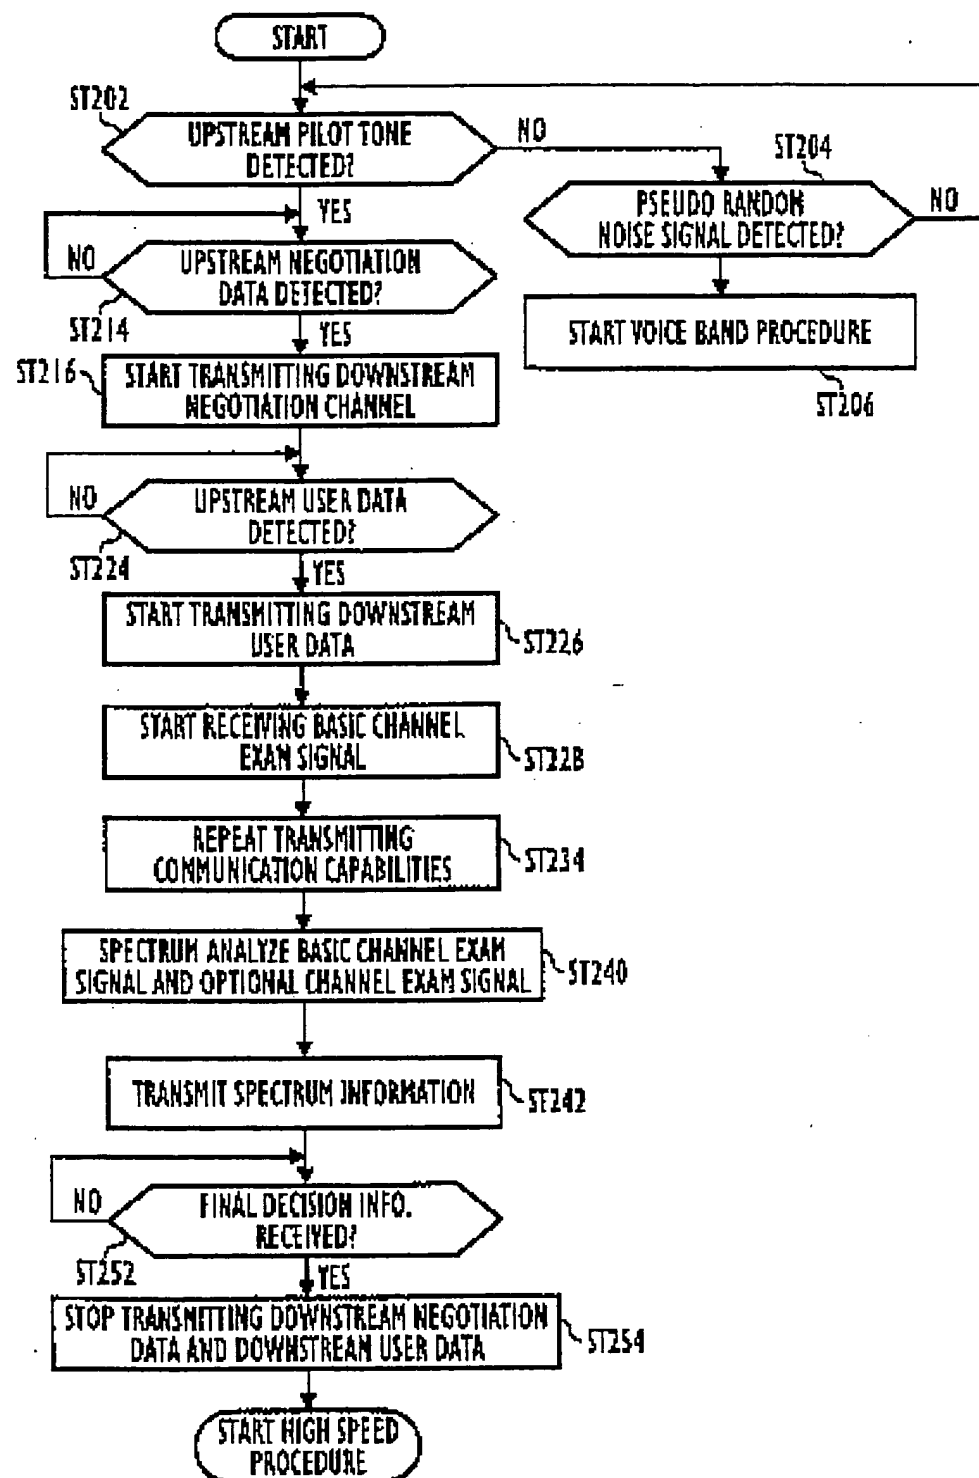 START
ST202
UPSTREAM PILOT TONE
DETECTED?
NO
ST204
PSEUDO RANDOM
NOISE SIGNAL DETECTED?
NO
YES
NO
UPSTREAM NEGOTIATION
DATA DETECTED?
ST214
YES
START VOICE BAND PROCEDURE
ST206
ST216
START TRANSMITTING DOWNSTREAM
NEGOTIATION CHANNEL
NO
UPSTREAM USER DATA
DETECTED?
ST224
YES
START TRANSMITTING DOWNSTREAM
USER DATA
ST226
START RECEIVING BASIC CHANNEL
EXAM SIGNAL
ST228
REPEAT TRANSMITTING
COMMUNICATION CAPABILITIES
ST234
SPECTRUM ANALYZE BASIC CHANNEL EXAM
SIGNAL AND OPTIONAL CHANNEL EXAM SIGNAL
ST240
TRANSMIT SPECTRUM INFORMATION
ST242
NO
FINAL DECISION INFO.
RECEIVED?
ST252
YES
STOP TRANSMITTING DOWNSTREAM NEGOTIATION
DATA AND DOWNSTREAM USER DATA
ST254
START HIGH SPEED
PROCEDURE